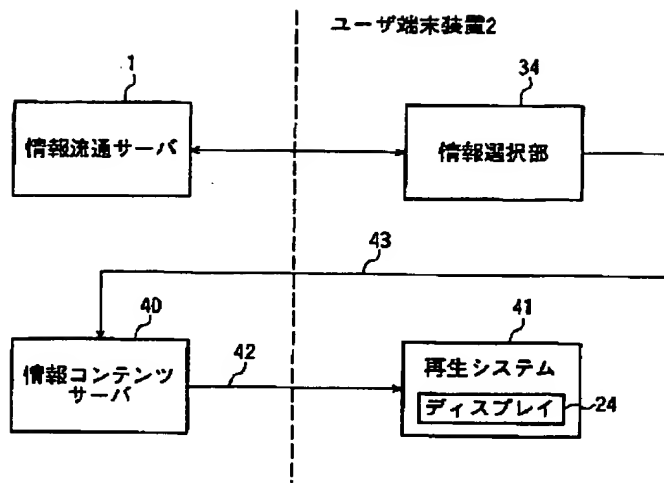 ユーザ端末装置2
1
34
情報流通サーバ
情報選択部
43
40
41
42
情報コンテンツ
サーバ
再生システム
ディスプレイ
24